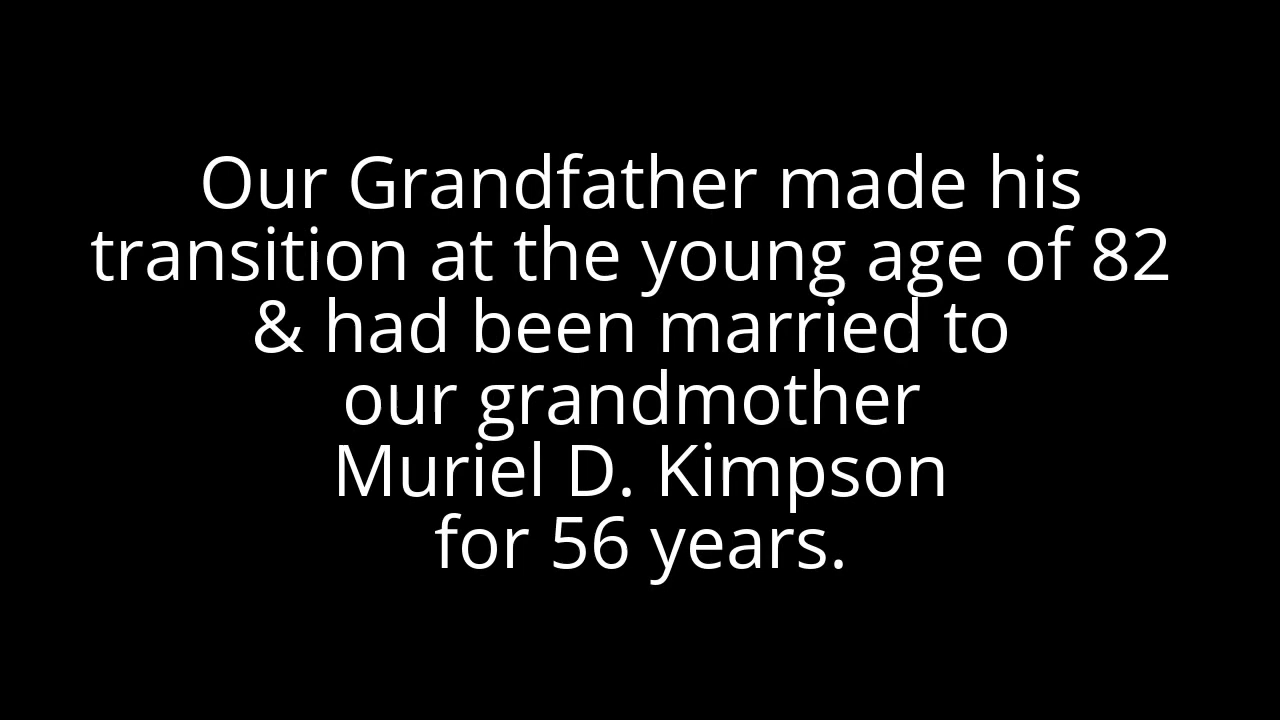 Our Grandfather made his
transition at the young age of 82
& had been married to
our grandmother
Muriel D. Kimpson
for 56 years.